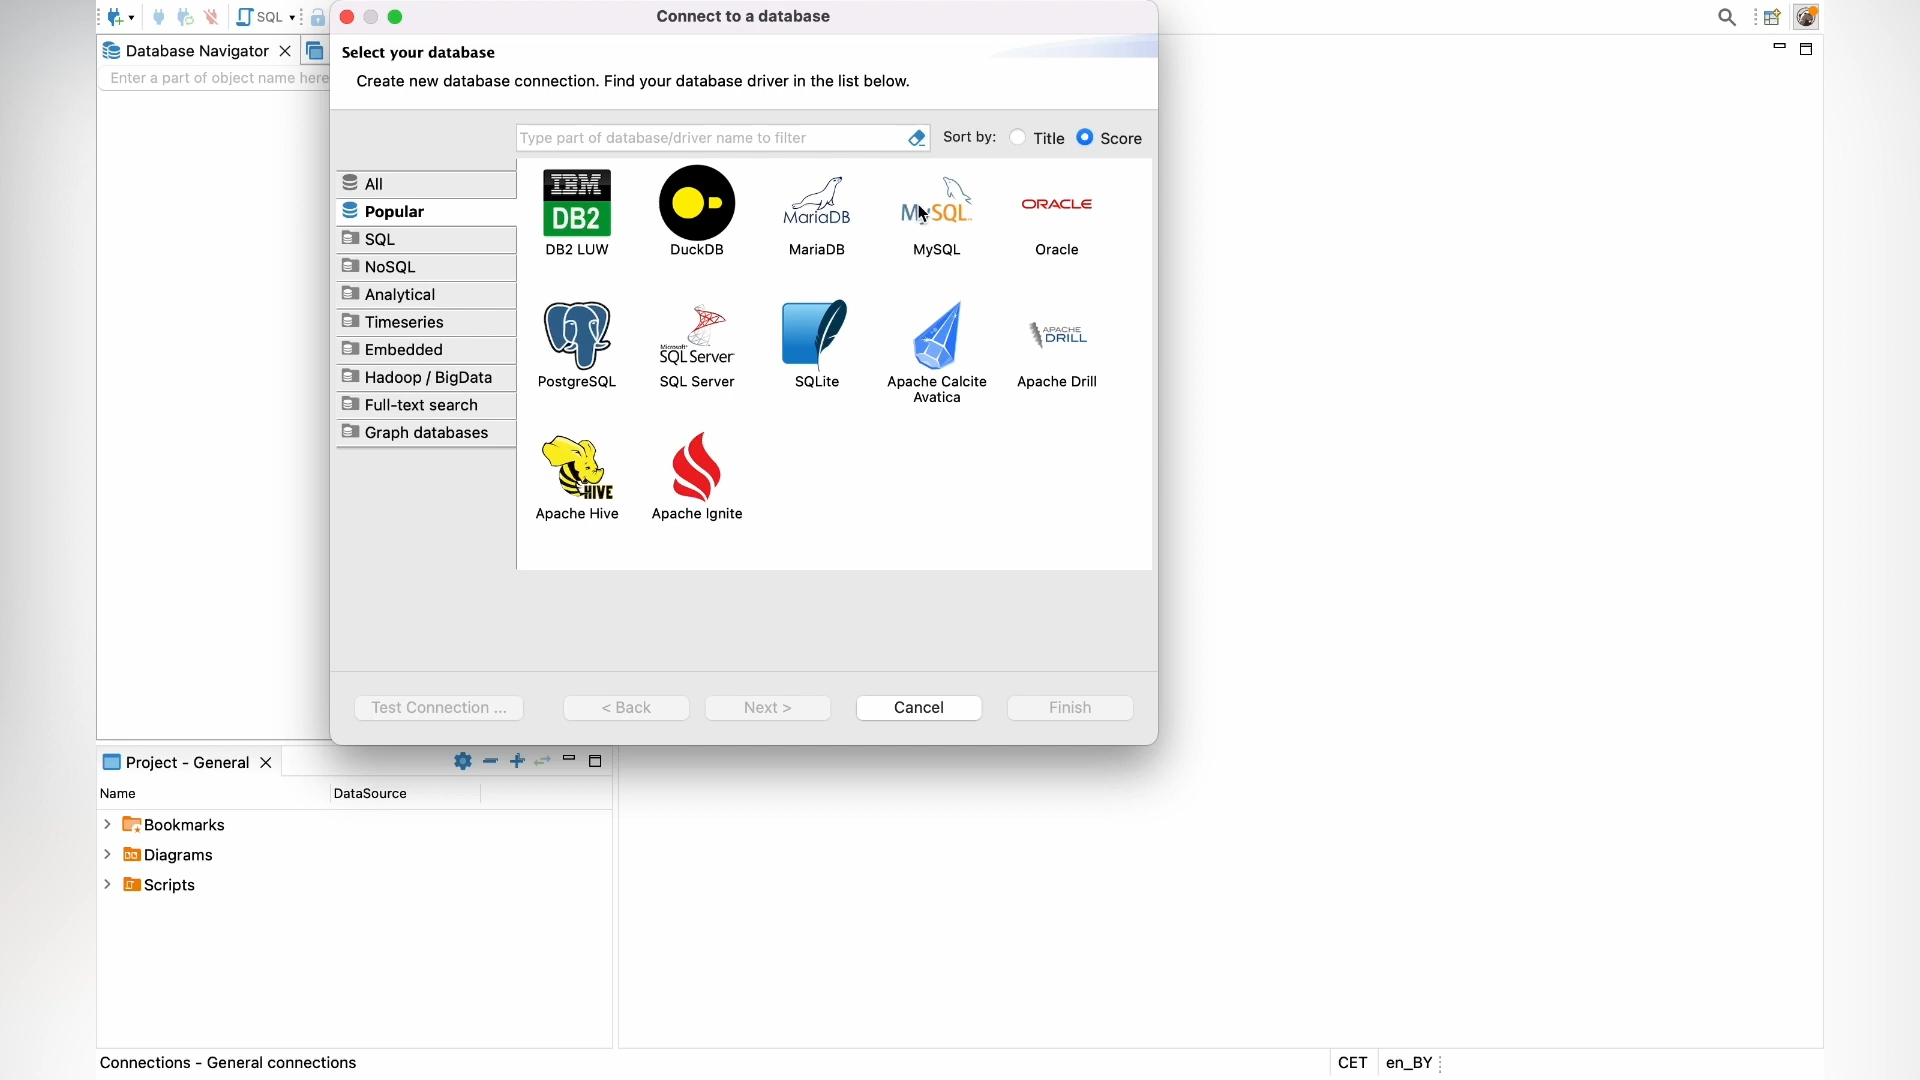 SQL
Connect to a database
Database Navigator
Enter a part of object name here
Select your database
Create new database connection. Find your database driver in the list below.
Type part of database/driver name to filter
Sort by:
Title
Score
All
Popular
SQL
NoSQL
Analytical
Timeseries
Embedded
Hadoop / BigData
Full-text search
Graph databases
IBM
DB2
MariaDB
MySQL
ORACLE
DB2 LUW
DuckDB
MariaDB
MySQL
Oracle
Microsoft
SQL Server
APACHE
DRILL
PostgreSQL
SQL Server
SQLite
Apache Calcite
Avatica
Apache Drill
HIVE
Apache Hive
Apache Ignite
Test Connection ...
< Back
Next >
Cancel
Finish
Project - General
Name
DataSource
Bookmarks
Diagrams
Scripts
Connections - General connections
CET
en_BY